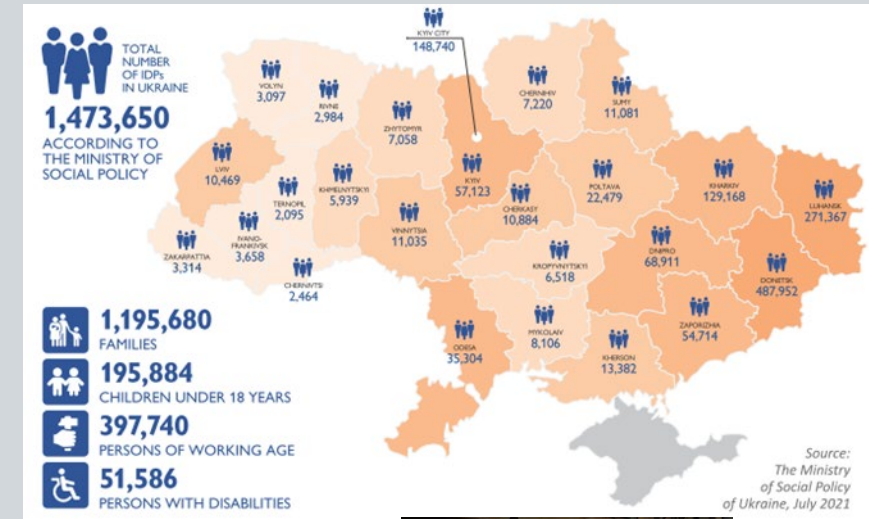 TOTAL
NUMBER
OF IDPs
IN UKRAINE
1,473,650
ACCORDING TO
THE MINISTRY OF
SOCIAL POLICY
KYIV CITY
148,740
VOLYN
3,097
RIVNE
2,984
ZHYTOMYR
7,058
CHERNIHIV
7,220
SUMY
11,081
LVIV
10,469
TERNOPIL
2,095
KHMELNYTSKYI
5,939
KYIV
57,123
CHERKASY
10,884
POLTAVA
22,479
KHARKIV
129,168
LUHANSK
271,367
ZAKARPATTIA
3,314
IVANO-
FRANKIVSK
3,658
CHERNIVTSI
2,464
VINNYTSIA
11,035
KROPYVNYTSKYI
6,518
DNIPRO
68,911
DONETSK
487,952
ODESA
35,304
MYKOLAIV
8,106
KHERSON
13,382
ZAPORIZHIA
54,714
1,195,680
FAMILIES
195,884
CHILDREN UNDER 18 YEARS
397,740
PERSONS OF WORKING AGE
51,586
PERSONS WITH DISABILITIES
Source:
The Ministry
of Social Policy
of Ukraine, July 2021